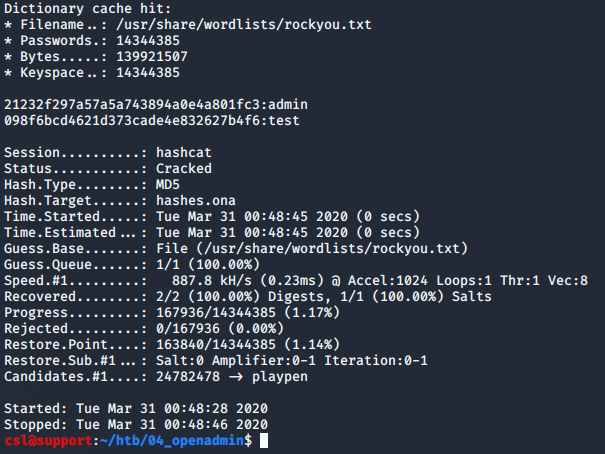 Dictionary cache hit:
* Filename..: /usr/share/wordlists/rockyou.txt
* Passwords.: 14344385
* Bytes.....: 139921507
* Keyspace..: 14344385
21232f297a57a5a743894a0e4a801fc3:admin
098f6bcd4621d373cade4e832627b4f6:test
Session..........: hashcat
Status...........: Cracked
Hash.Type........: MD5
Hash.Target......: hashes.ona
Time.Started.....: Tue Mar 31 00:48:45 2020 (0 secs)
Time.Estimated...: Tue Mar 31 00:48:45 2020 (0 secs)
Guess.Base.......: File (/usr/share/wordlists/rockyou.txt)
Guess.Queue......: 1/1 (100.00%)
Speed.#1.........:   887.8 kH/s (0.23ms) @ Accel:1024 Loops:1 Thr:1 Vec:8
Recovered........: 2/2 (100.00%) Digests, 1/1 (100.00%) Salts
Progress.........: 167936/14344385 (1.17%)
Rejected.........: 0/167936 (0.00%)
Restore.Point....: 163840/14344385 (1.14%)
Restore.Sub.#1...: Salt:0 Amplifier:0-1 Iteration:0-1
Candidates.#1....: 24782478 -> playpen
Started: Tue Mar 31 00:48:28 2020
Stopped: Tue Mar 31 00:48:46 2020
csl@support:~/htb/04_openadmin$